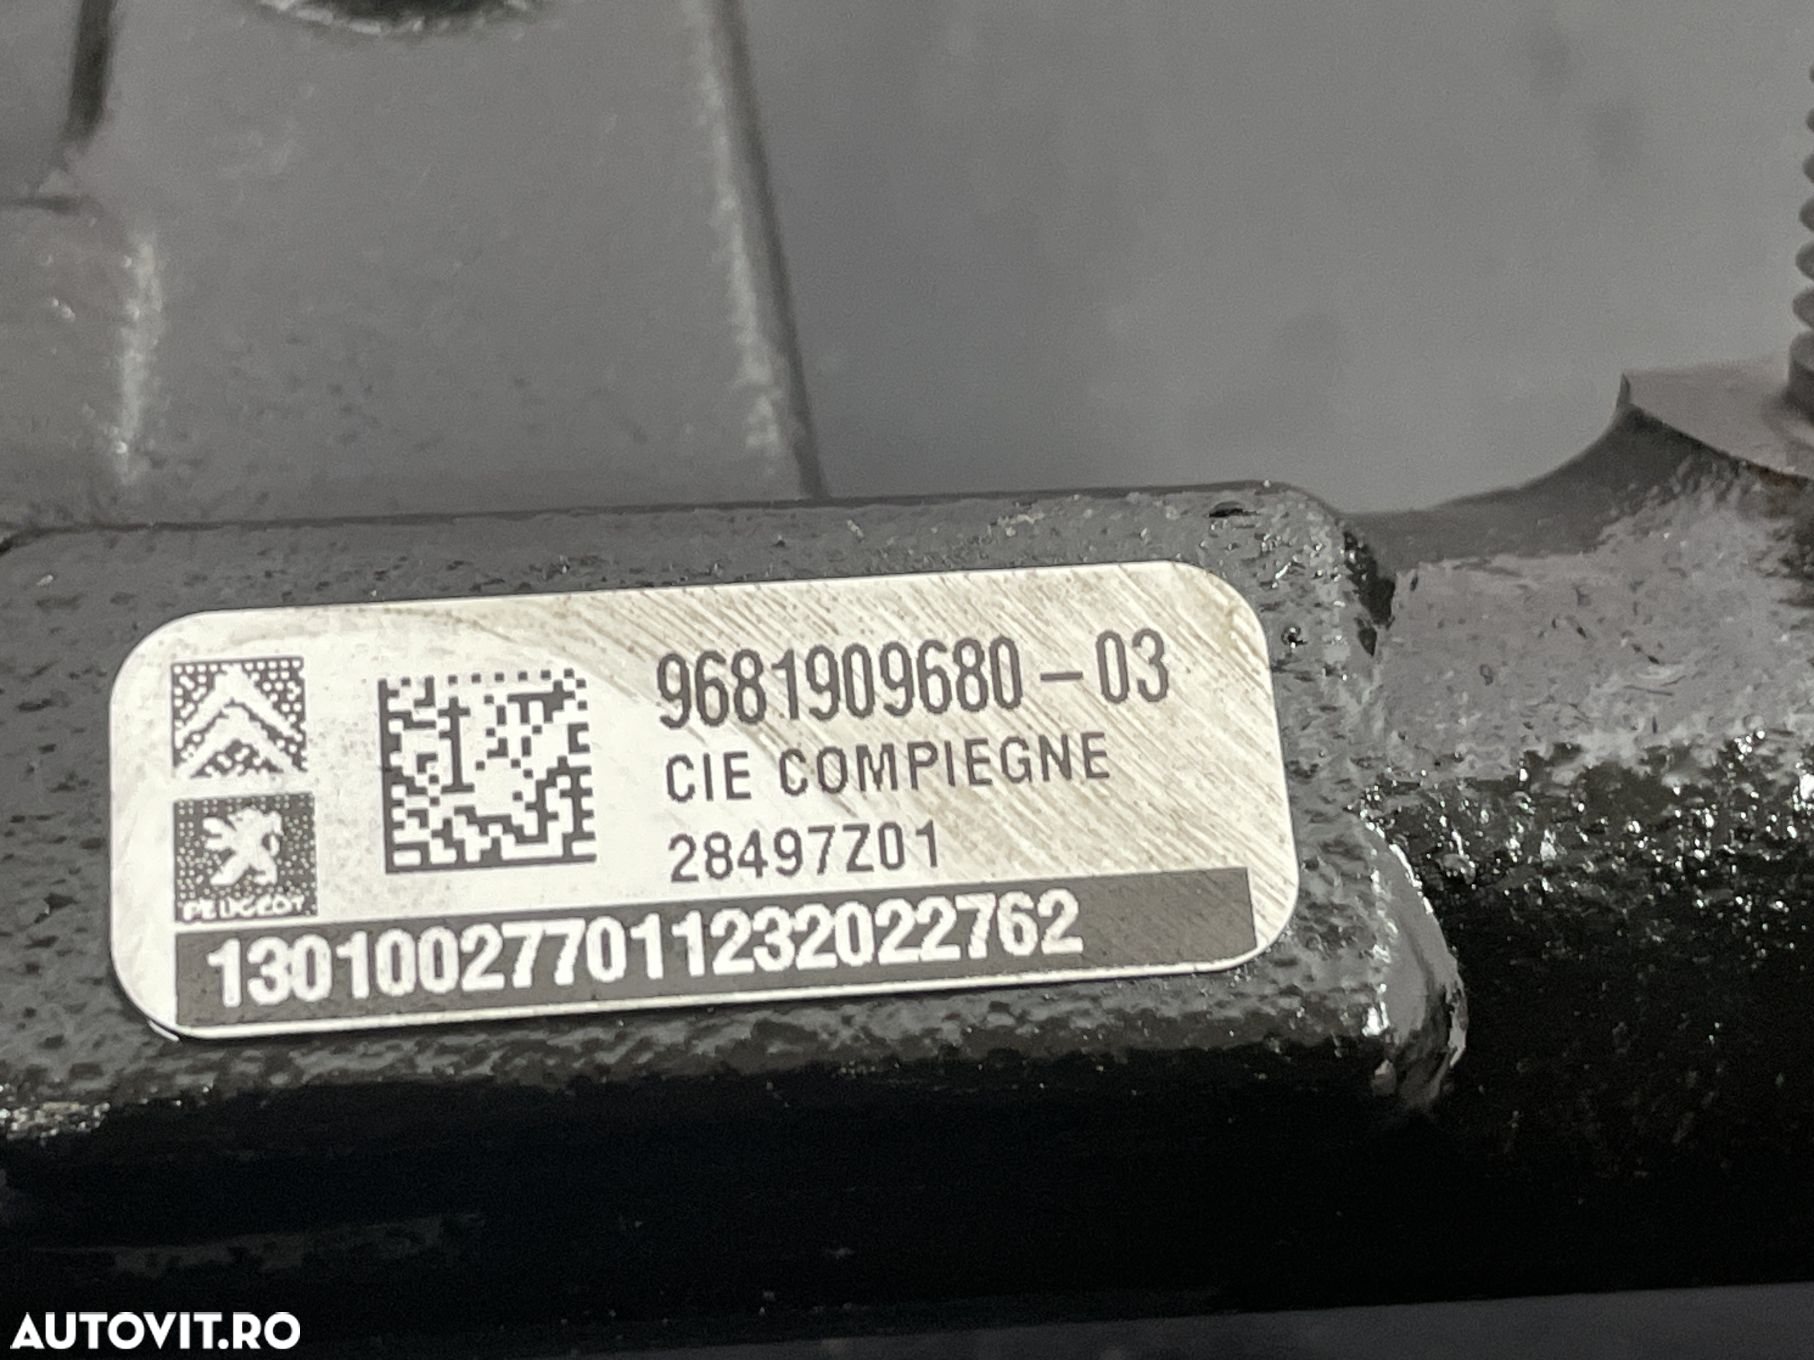 9681909680-03
CIE COMPIEGNE
28497Z01
PEUGEOT
13010027701123202276​2
AUTOVIT.RO